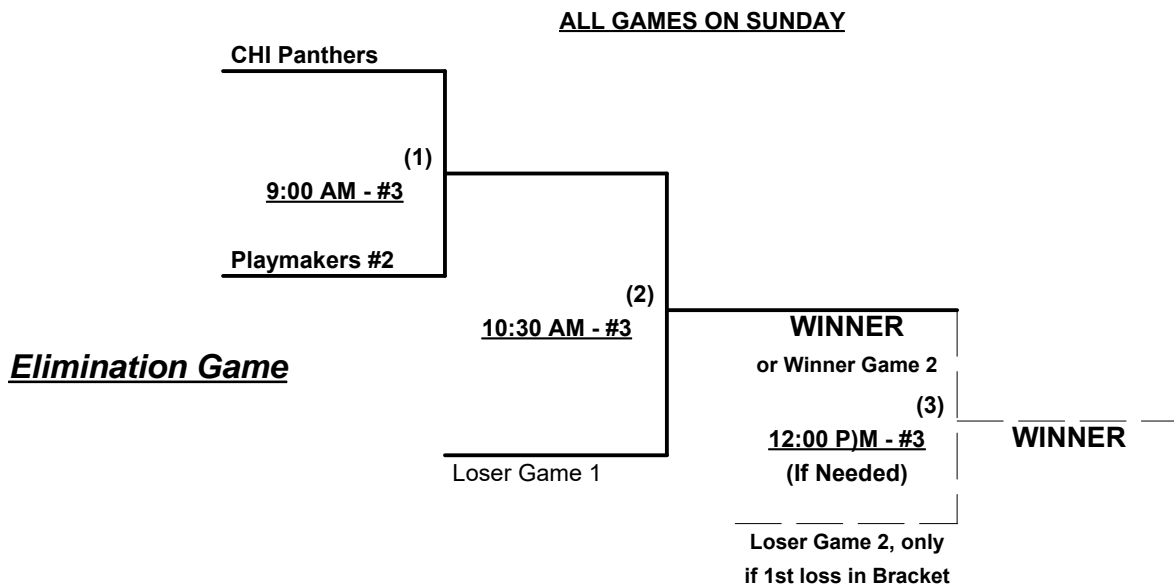 ALL GAMES ON SUNDAY
CHI Panthers
(1)
9:00 AM - #3
Playmakers #2
(2)
10:30 AM - #3
WINNER
Elimination Game
or Winner Game 2
(3)
12:00 P)M - #3
WINNER
Loser Game 1
(If Needed)
Loser Game 2, only
if 1st loss in Bracket